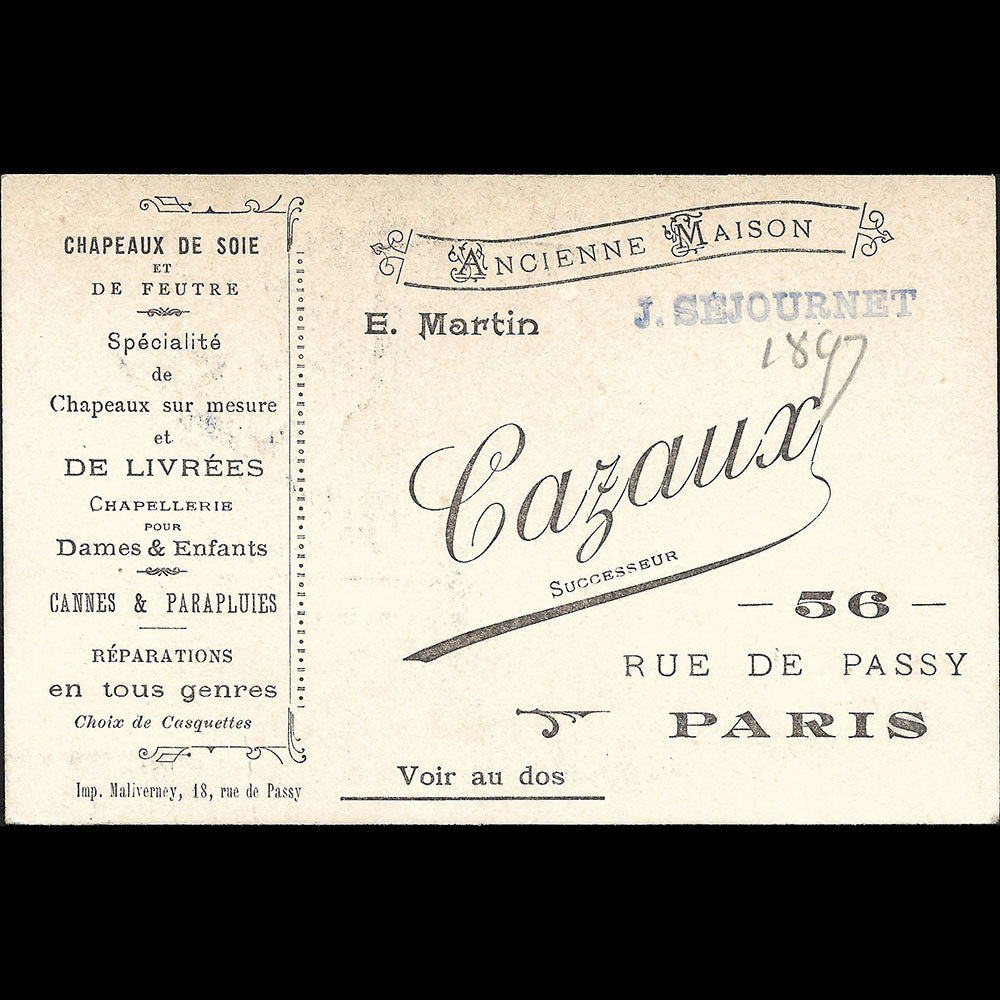 CHAPEAUX DE SOIE
ET
DE FEUTRE
Spécialité
de
Chapeaux sur mesure
et
DE LIVRÉES
CHAPELLERIE
POUR
Dames & Enfants
CANNES & PARAPLUIES
RÉPARATIONS
en tous genres
Choix de Casquettes
Imp. Maliverney, 18, rue de Passy
ANCIENNE MAISON
E. Martin
J. SÉJOURNET
1897
Cazaux
SUCCESSEUR
- 56 -
RUE DE PASSY
PARIS
Voir au dos